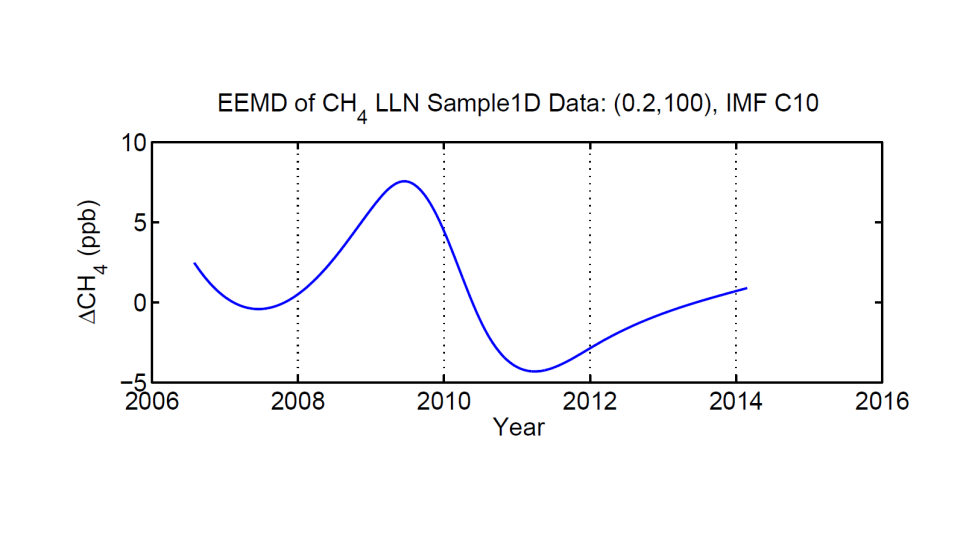 EEMD of CH4 LLN Sample1D Data: (0.2,100), IMF C10
10
5
0
−5
ΔCH4 (ppb)
2006 2008 2010 2012 2014 2016
Year